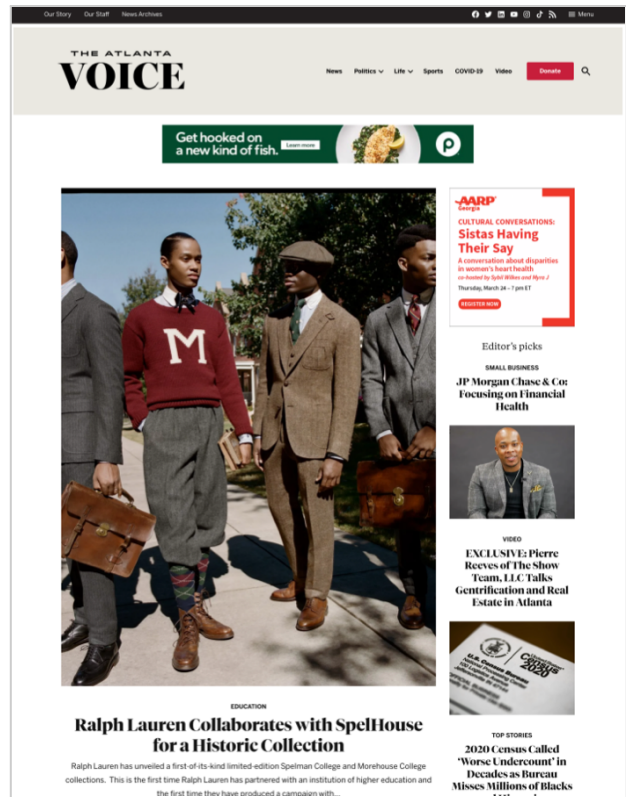 Our Story Our Staff News Archives
Menu
THE ATLANTA
VOICE
News Politics Life Sports COVID-19 Video Donate
Get hooked on
a new kind of fish.
Learn more
P
AARP
Georgia
CULTURAL CONVERSATIONS:
Sistas Having
Their Say
A conversation about disparities
in women's heart health
co-hosted by Sybil Wilkes and Myra J
Thursday, March 24 – 7 pm ET
REGISTER NOW
M
Editor's picks
SMALL BUSINESS
JP Morgan Chase & Co:
Focusing on Financial
Health
VIDEO
EXCLUSIVE: Pierre
Reeves of The Show
Team, LLC Talks
Gentrification and Real
Estate in Atlanta
U.S. Census Bureau
Census
2020
TOP STORIES
2020 Census Called
‘Worse Undercount’ in
Decades as Bureau
Misses Millions of Blacks
EDUCATION
Ralph Lauren Collaborates with SpelHouse
for a Historic Collection
Ralph Lauren has unveiled a first-of-its-kind limited-edition Spelman College and Morehouse College
collections. This is the first time Ralph Lauren has partnered with an institution of higher education and
the first time they have produced a campaign with...